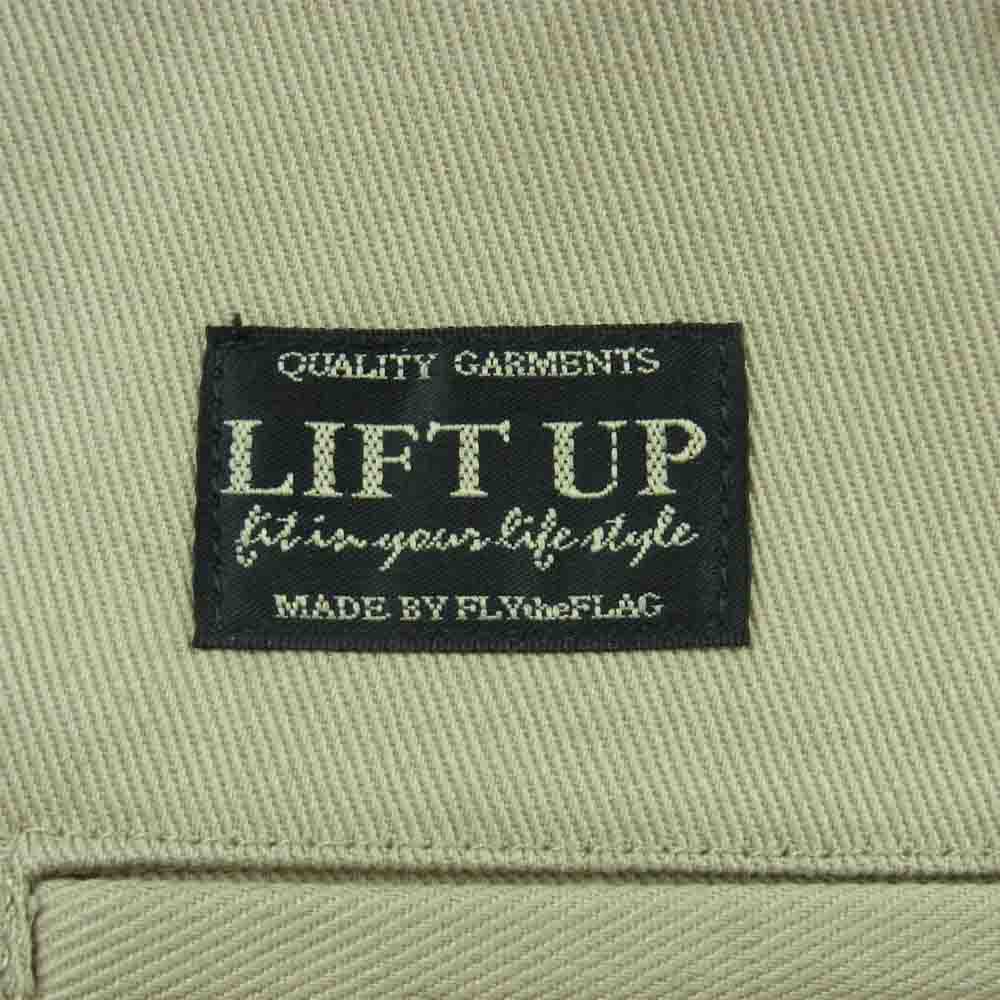 QUALITY GARMENTS
LIFT UP
fit in your life style
MADE BY FLYtheFLAG